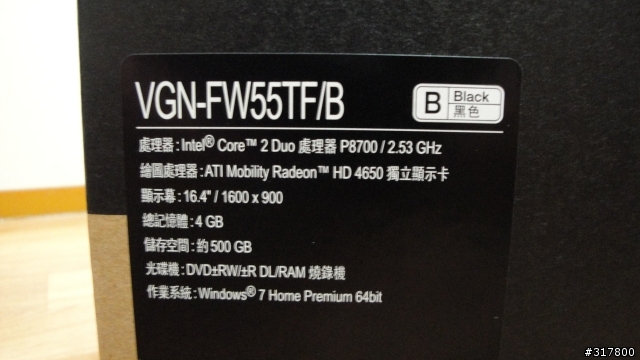 VGN-FW55TF/B
B Black
黑色
處理器:Intel® Core™ 2 Duo 處理器 P8700 / 2.53 GHz
繪圖處理器:ATI Mobility Radeon™ HD 4650 獨立顯示卡
顯示幕:16.4" / 1600 x 900
總記憶體:4 GB
儲存空間:約 500 GB
光碟機:DVD±RW/±R DL/RAM 燒錄機
作業系統:Windows® 7 Home Premium 64bit
#317800